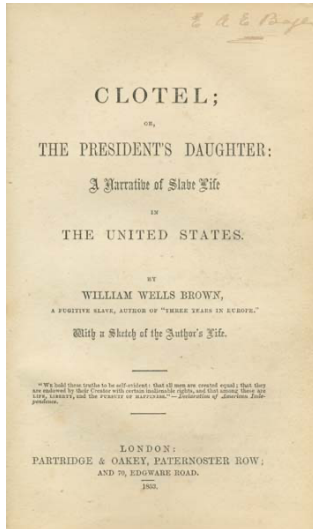 E A E
CLOTEL;
OR,
THE PRESIDENT'S DAUGHTER:
A Narrative of Slave Life
IN
THE UNITED STATES.
BY
WILLIAM WELLS BROWN,
A FUGITIVE SLAVE, AUTHOR OF "THREE YEARS IN EUROPE."
With a Sketch of the Author's Life.
"We hold these truths to be self-evident: that all men are created equal; that they
are endowed by their Creator with certain inalienable rights, and that among these are
LIFE, LIBERTY, and the PURSUIT OF HAPPINESS."—Declaration of American Inde-
pendence.
LONDON:
PARTRIDGE & OAKEY, PATERNOSTER ROW;
AND 70, EDGWARE ROAD.
1853.